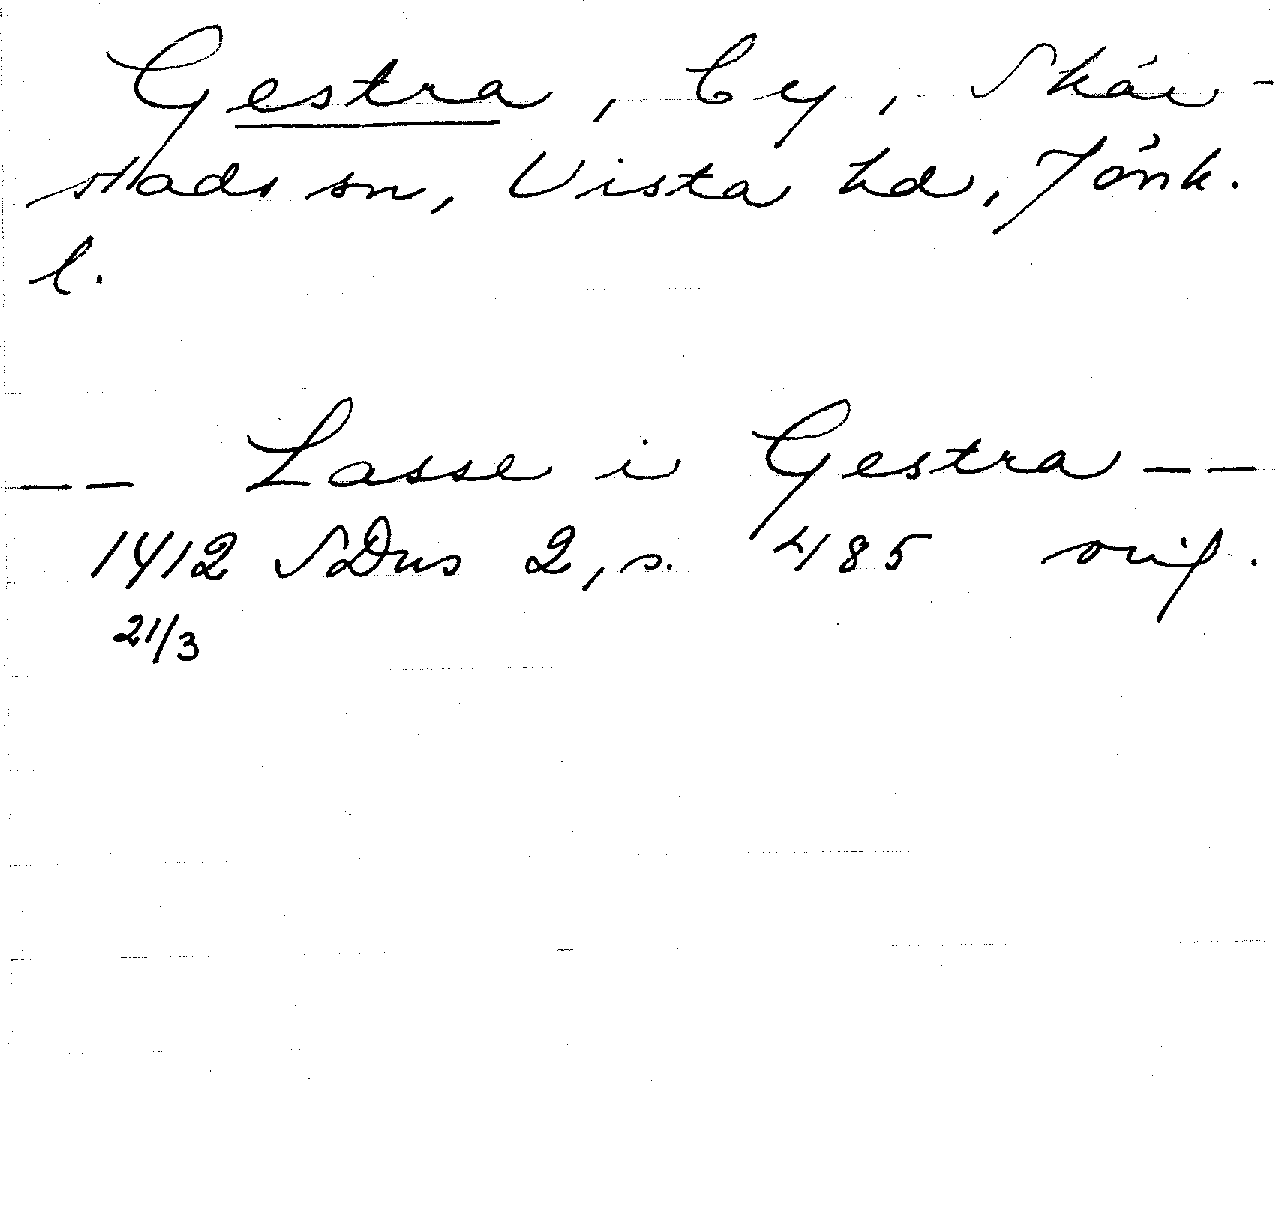 Gestra, by, Skär-
stads sn, Vista hd, Jönk.
l.
-- Lasse i Gestra --
1412 SDns 2, s. 485 orig.
21/3